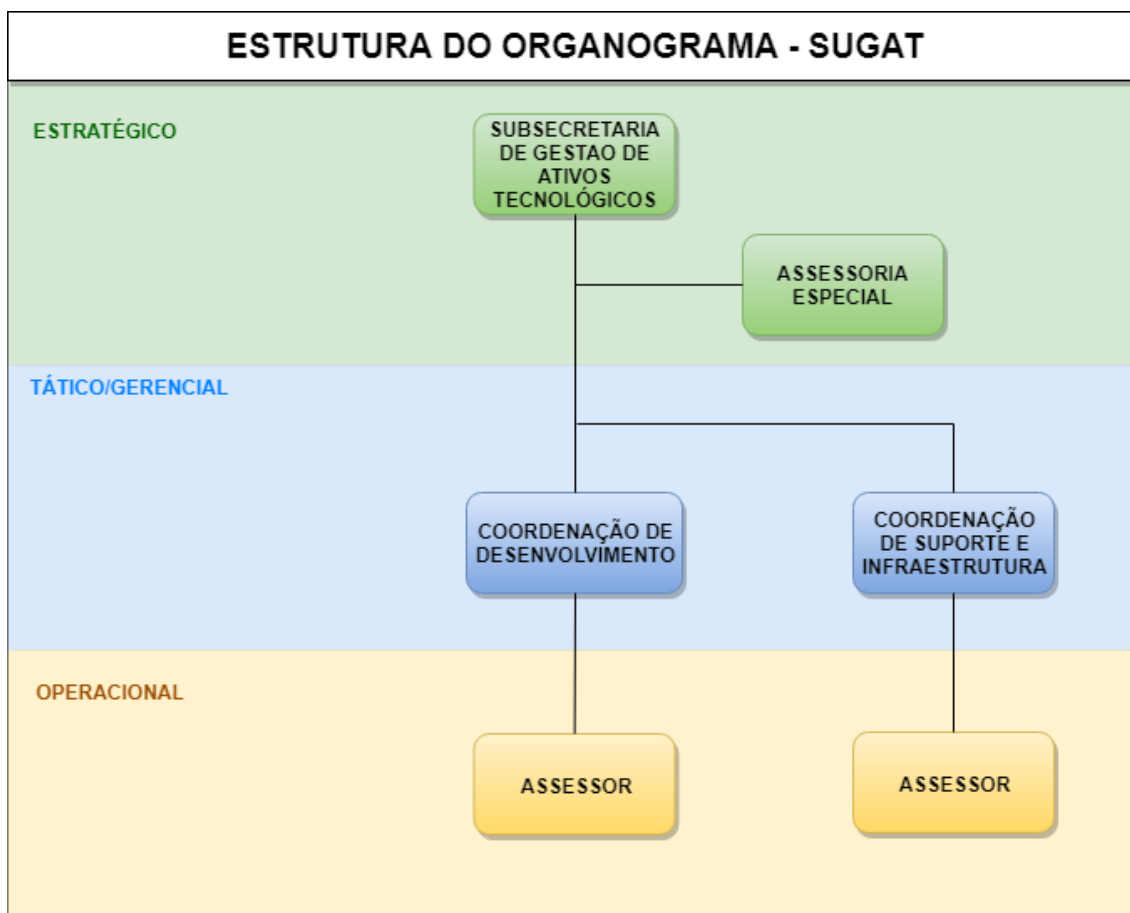 ESTRUTURA DO ORGANOGRAMA - SUGAT
ESTRATÉGICO
SUBSECRETARIA
DE GESTAO DE
ATIVOS
TECNOLÓGICOS
ASSESSORIA
ESPECIAL
TÁTICO/GERENCIAL
COORDENAÇÃO DE
DESENVOLVIMENTO
COORDENAÇÃO
DE SUPORTE E
INFRAESTRUTURA
OPERACIONAL
ASSESSOR
ASSESSOR